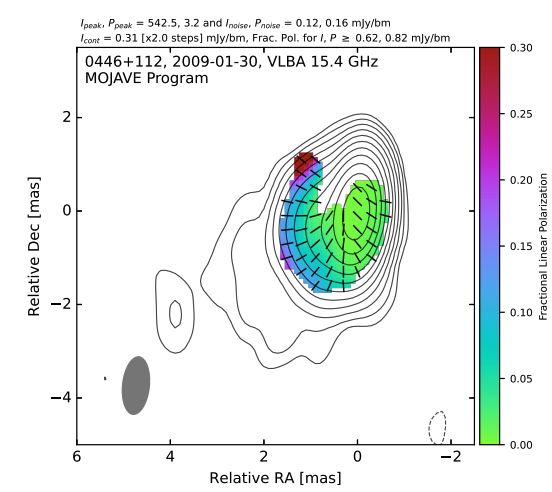 I_peak, P_peak = 542.5, 3.2 and I_noise, P_noise = 0.12, 0.16 mJy/bm
I_cont = 0.31 [x2.0 steps] mJy/bm, Frac. Pol. for I, P ≥ 0.62, 0.82 mJy/bm
0446+112, 2009-01-30, VLBA 15.4 GHz
MOJAVE Program
2
0
−2
−4
Relative Dec [mas]
6
4
2
0
−2
Relative RA [mas]
0.30
0.25
0.20
0.15
0.10
0.05
0.00
Fractional Linear Polarization